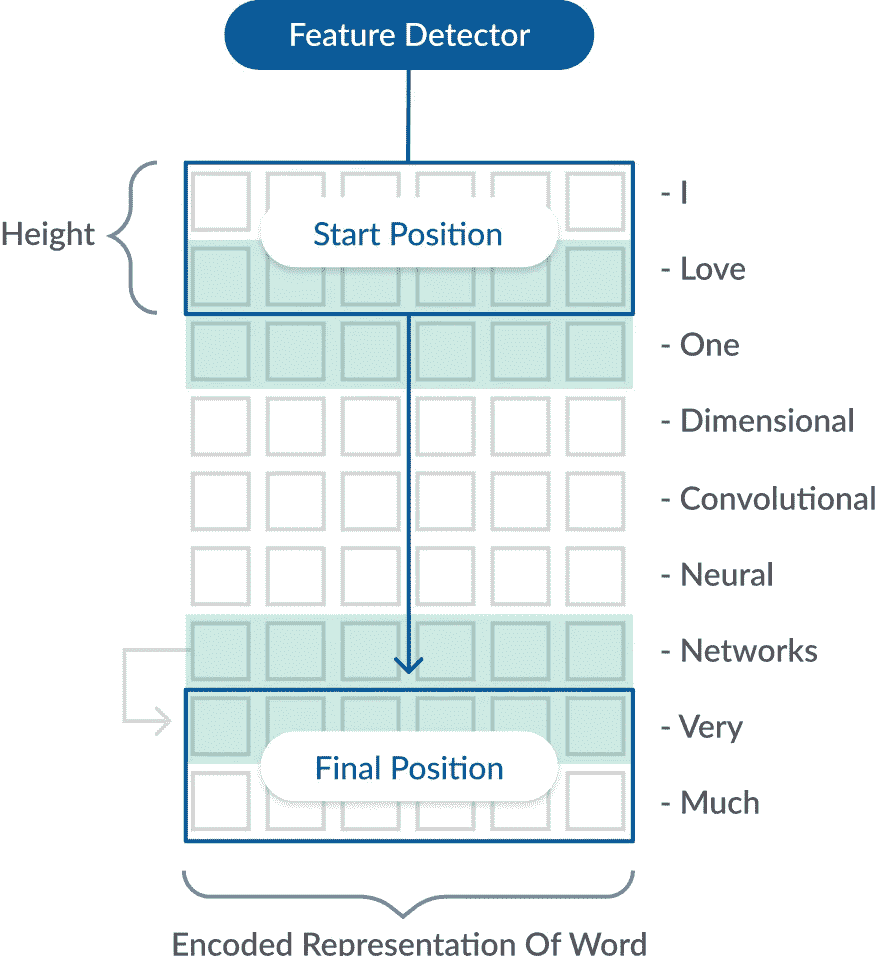 Feature Detector
- I
Height
Start Position
- Love
- One
- Dimensional
- Convolutional
- Neural
- Networks
- Very
Final Position
- Much
Encoded Representation Of Word